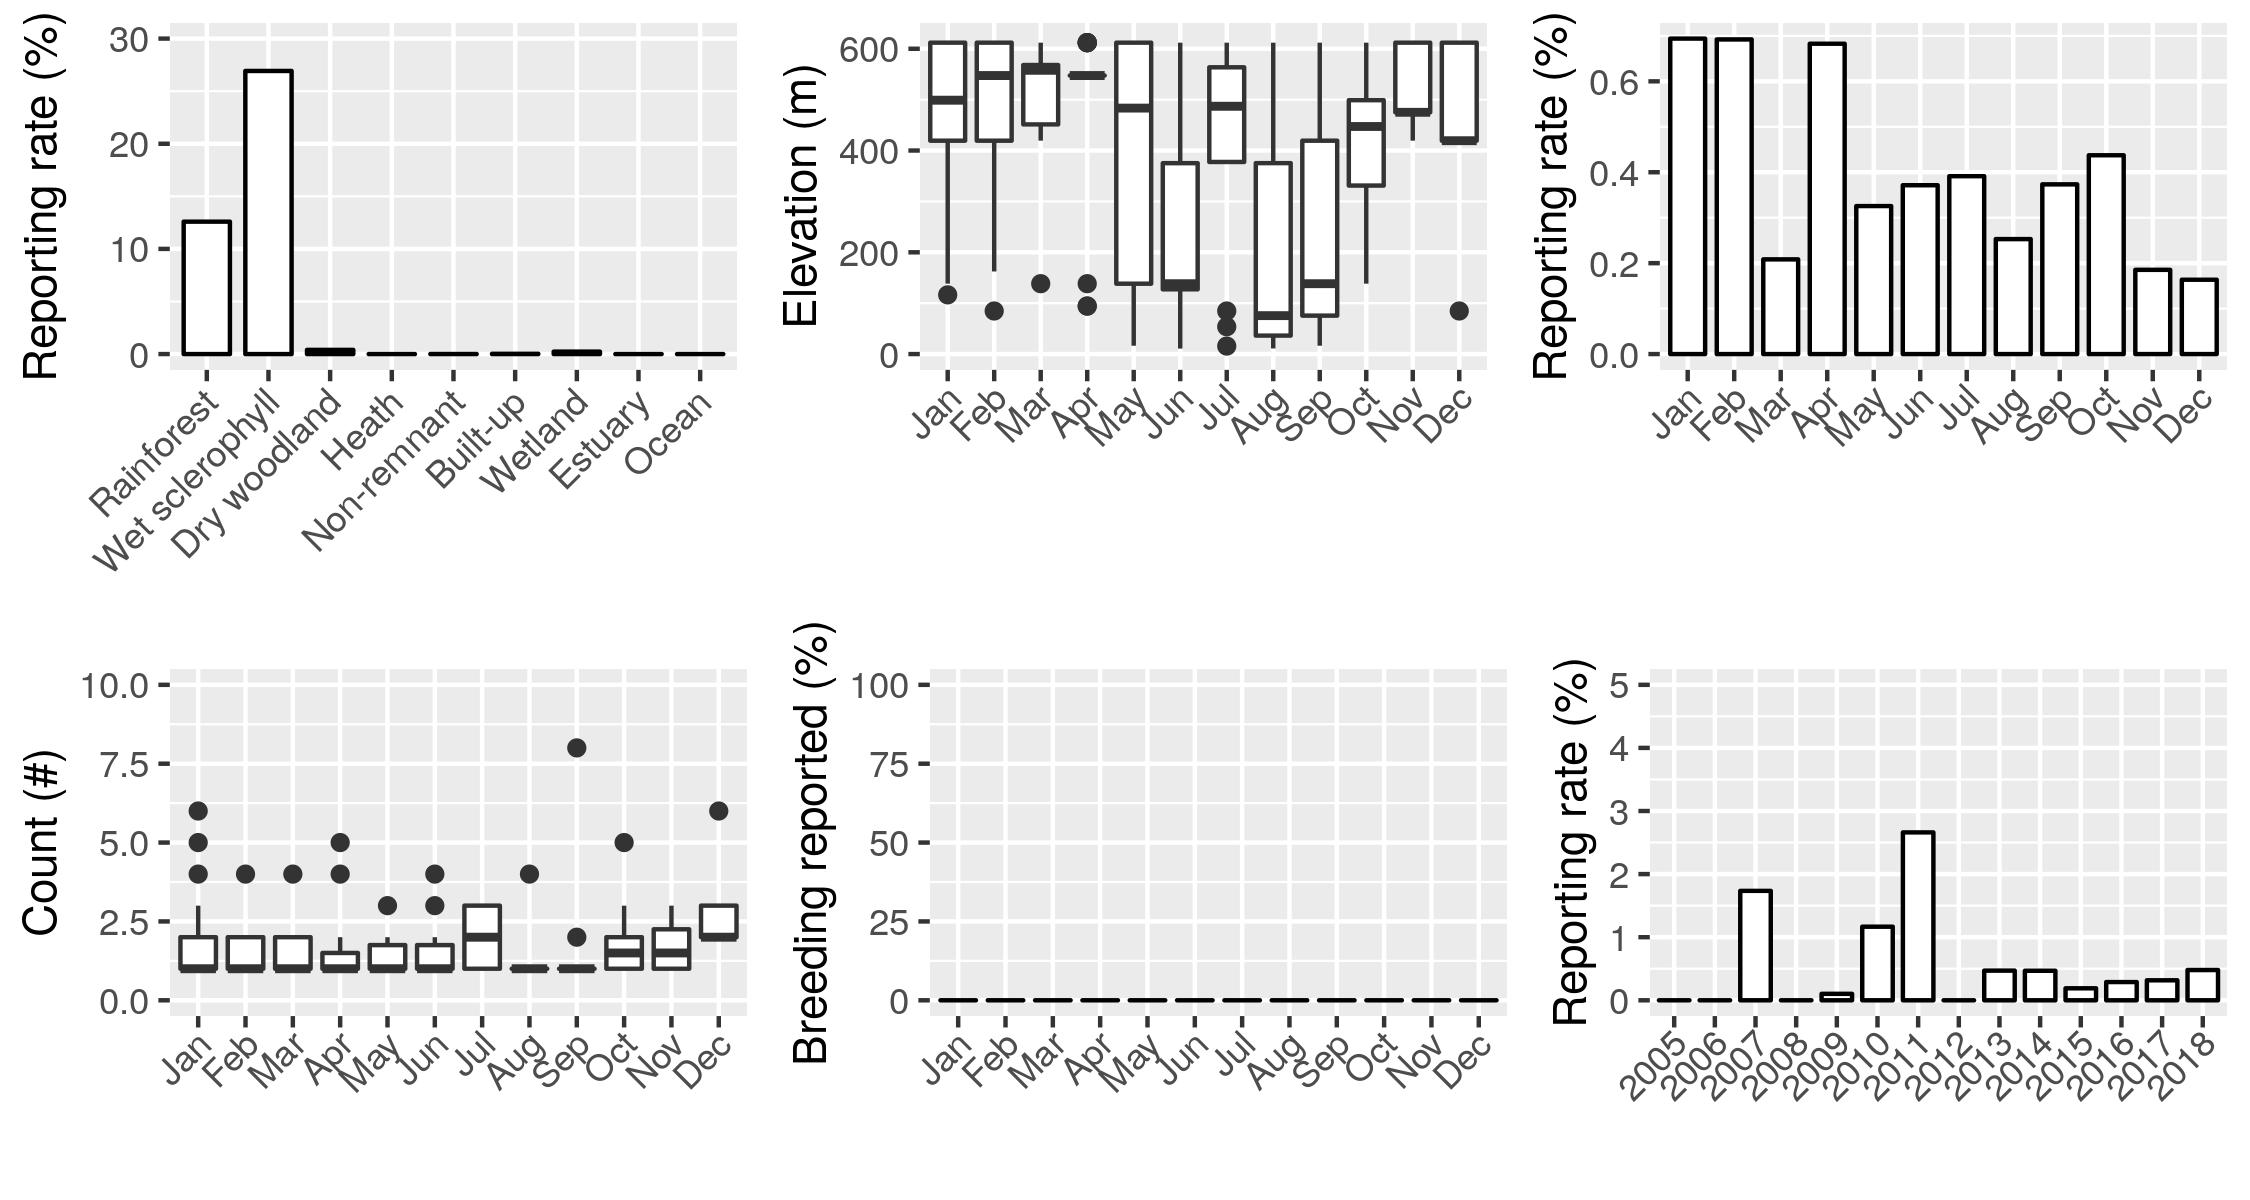 Reporting rate (%)
30
20
10
0
Rainforest
Wet sclerophyll
Dry woodland
Heath
Non-remnant
Built-up
Wetland
Estuary
Ocean
Elevation (m)
600
400
200
0
Jan
Feb
Mar
Apr
May
Jun
Jul
Aug
Sep
Oct
Nov
Dec
Reporting rate (%)
0.6
0.4
0.2
0.0
Jan
Feb
Mar
Apr
May
Jun
Jul
Aug
Sep
Oct
Nov
Dec
Count (#)
10.0
7.5
5.0
2.5
0.0
Jan
Feb
Mar
Apr
May
Jun
Jul
Aug
Sep
Oct
Nov
Dec
Breeding reported (%)
100
75
50
25
0
Jan
Feb
Mar
Apr
May
Jun
Jul
Aug
Sep
Oct
Nov
Dec
Reporting rate (%)
5
4
3
2
1
0
2005
2006
2007
2008
2009
2010
2011
2012
2013
2014
2015
2016
2017
2018